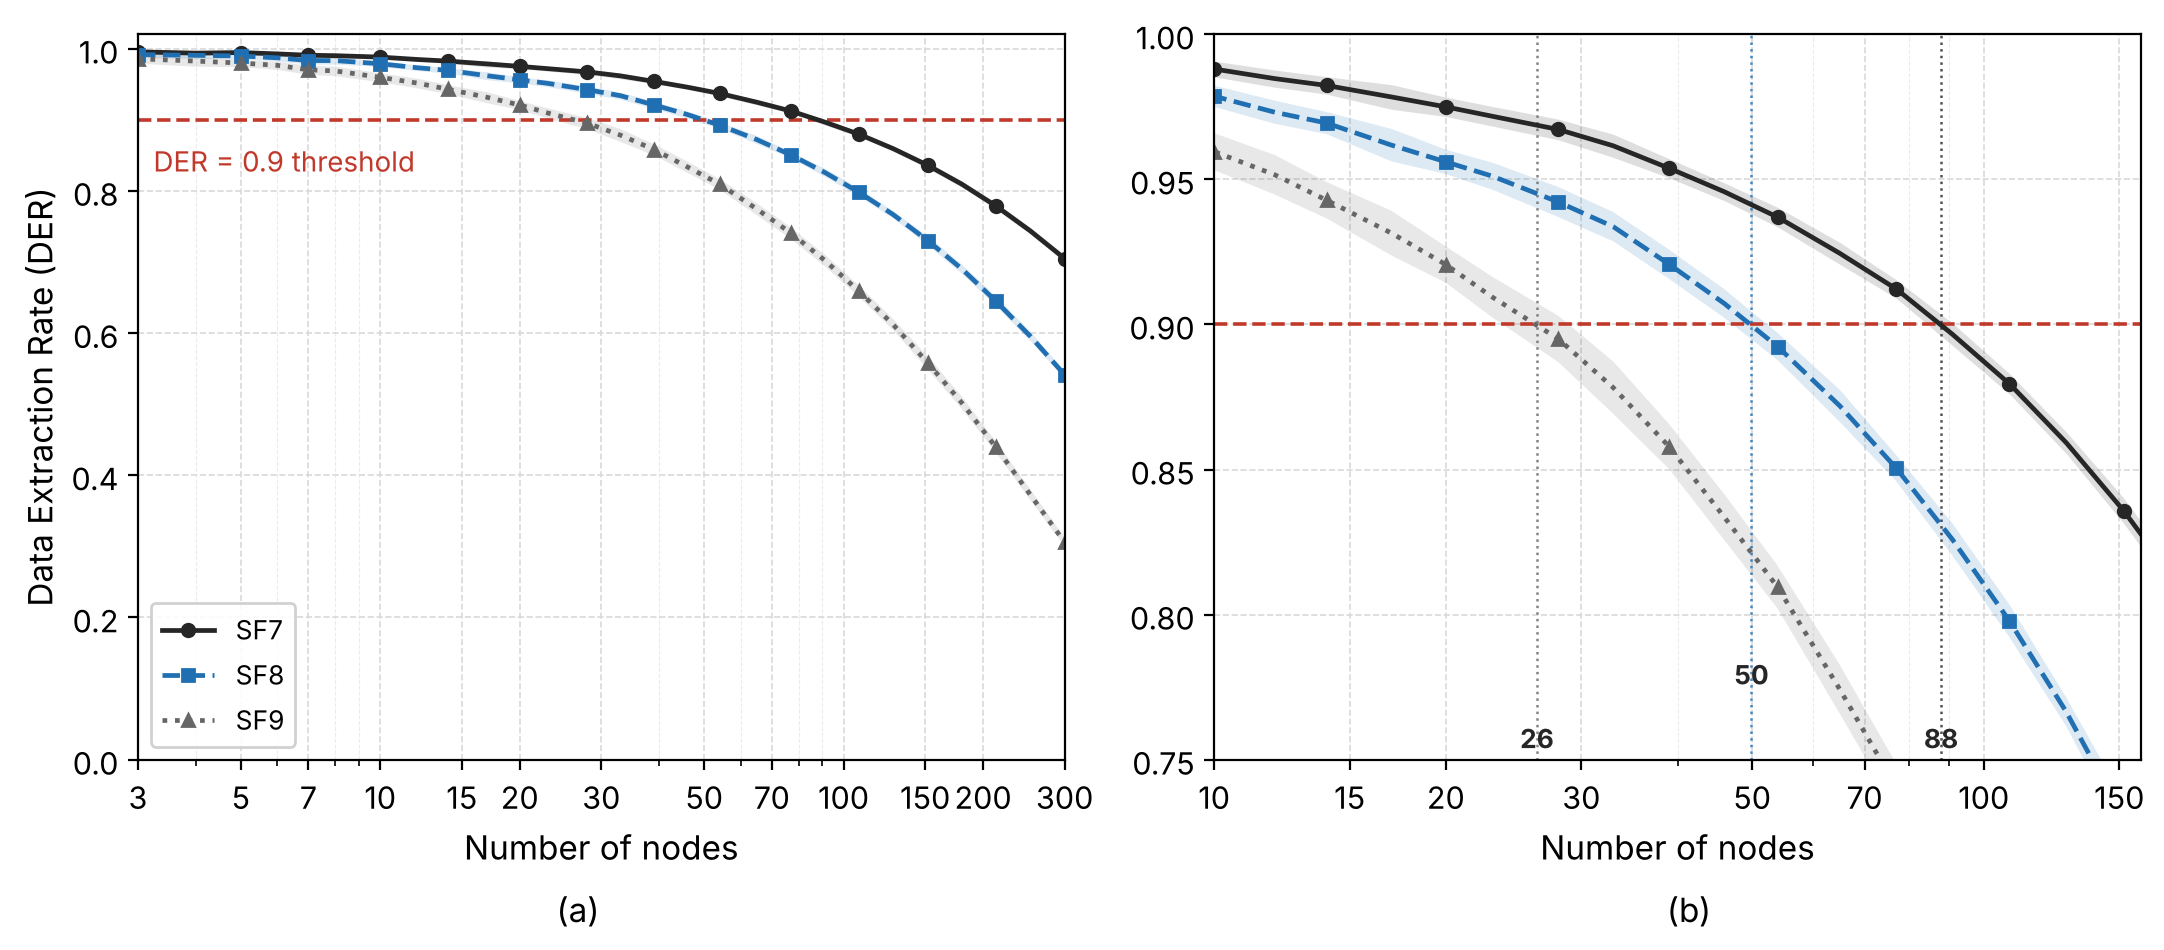 Data Extraction Rate (DER)
1.0
0.8
0.6
0.4
0.2
0.0
DER = 0.9 threshold
SF7
SF8
SF9
3 5 7 10 15 20 30 50 70 100 150 200 300
Number of nodes
(a)
1.00
0.95
0.90
0.85
0.80
0.75
50
26 88
10 15 20 30 50 70 100 150
Number of nodes
(b)